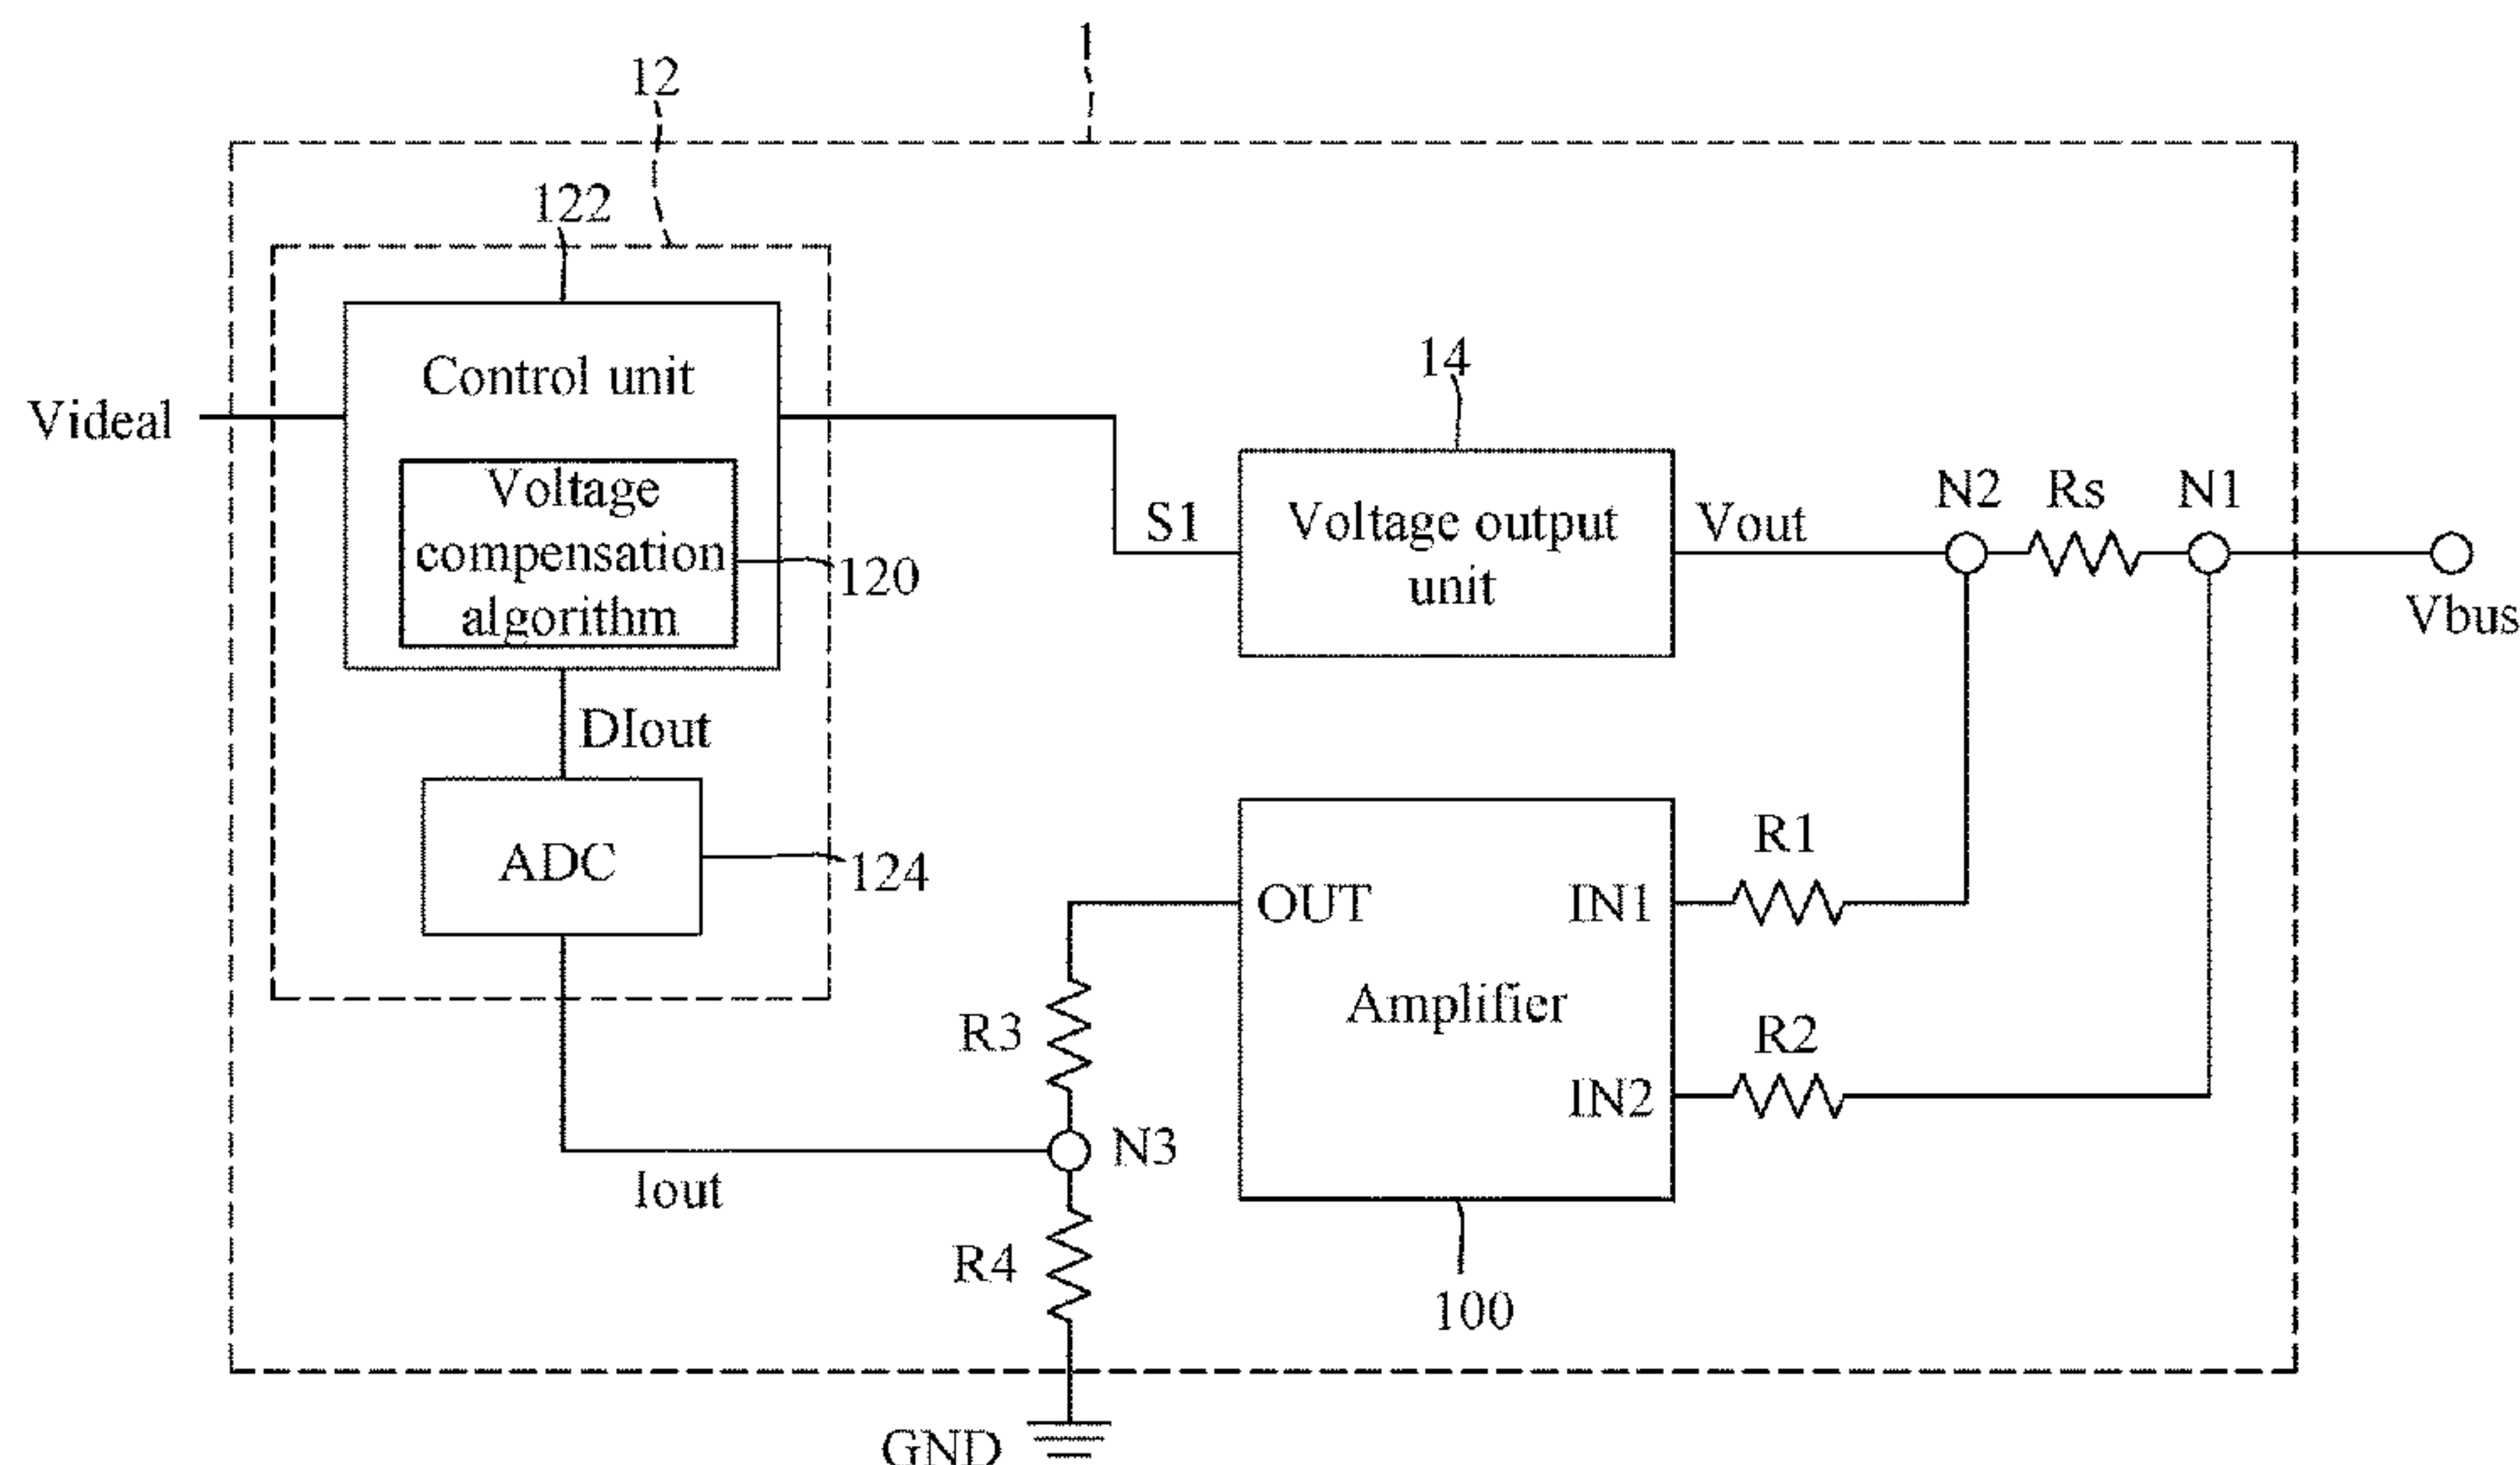 1
12
122
Control unit
Videal
14
Voltage
compensation
algorithm
120
S1
Voltage output
unit
Vout
N2
Rs
N1
Vbus
DIout
ADC
124
R1
OUT
IN1
Amplifier
R3
R2
IN2
N3
Iout
R4
100
GND